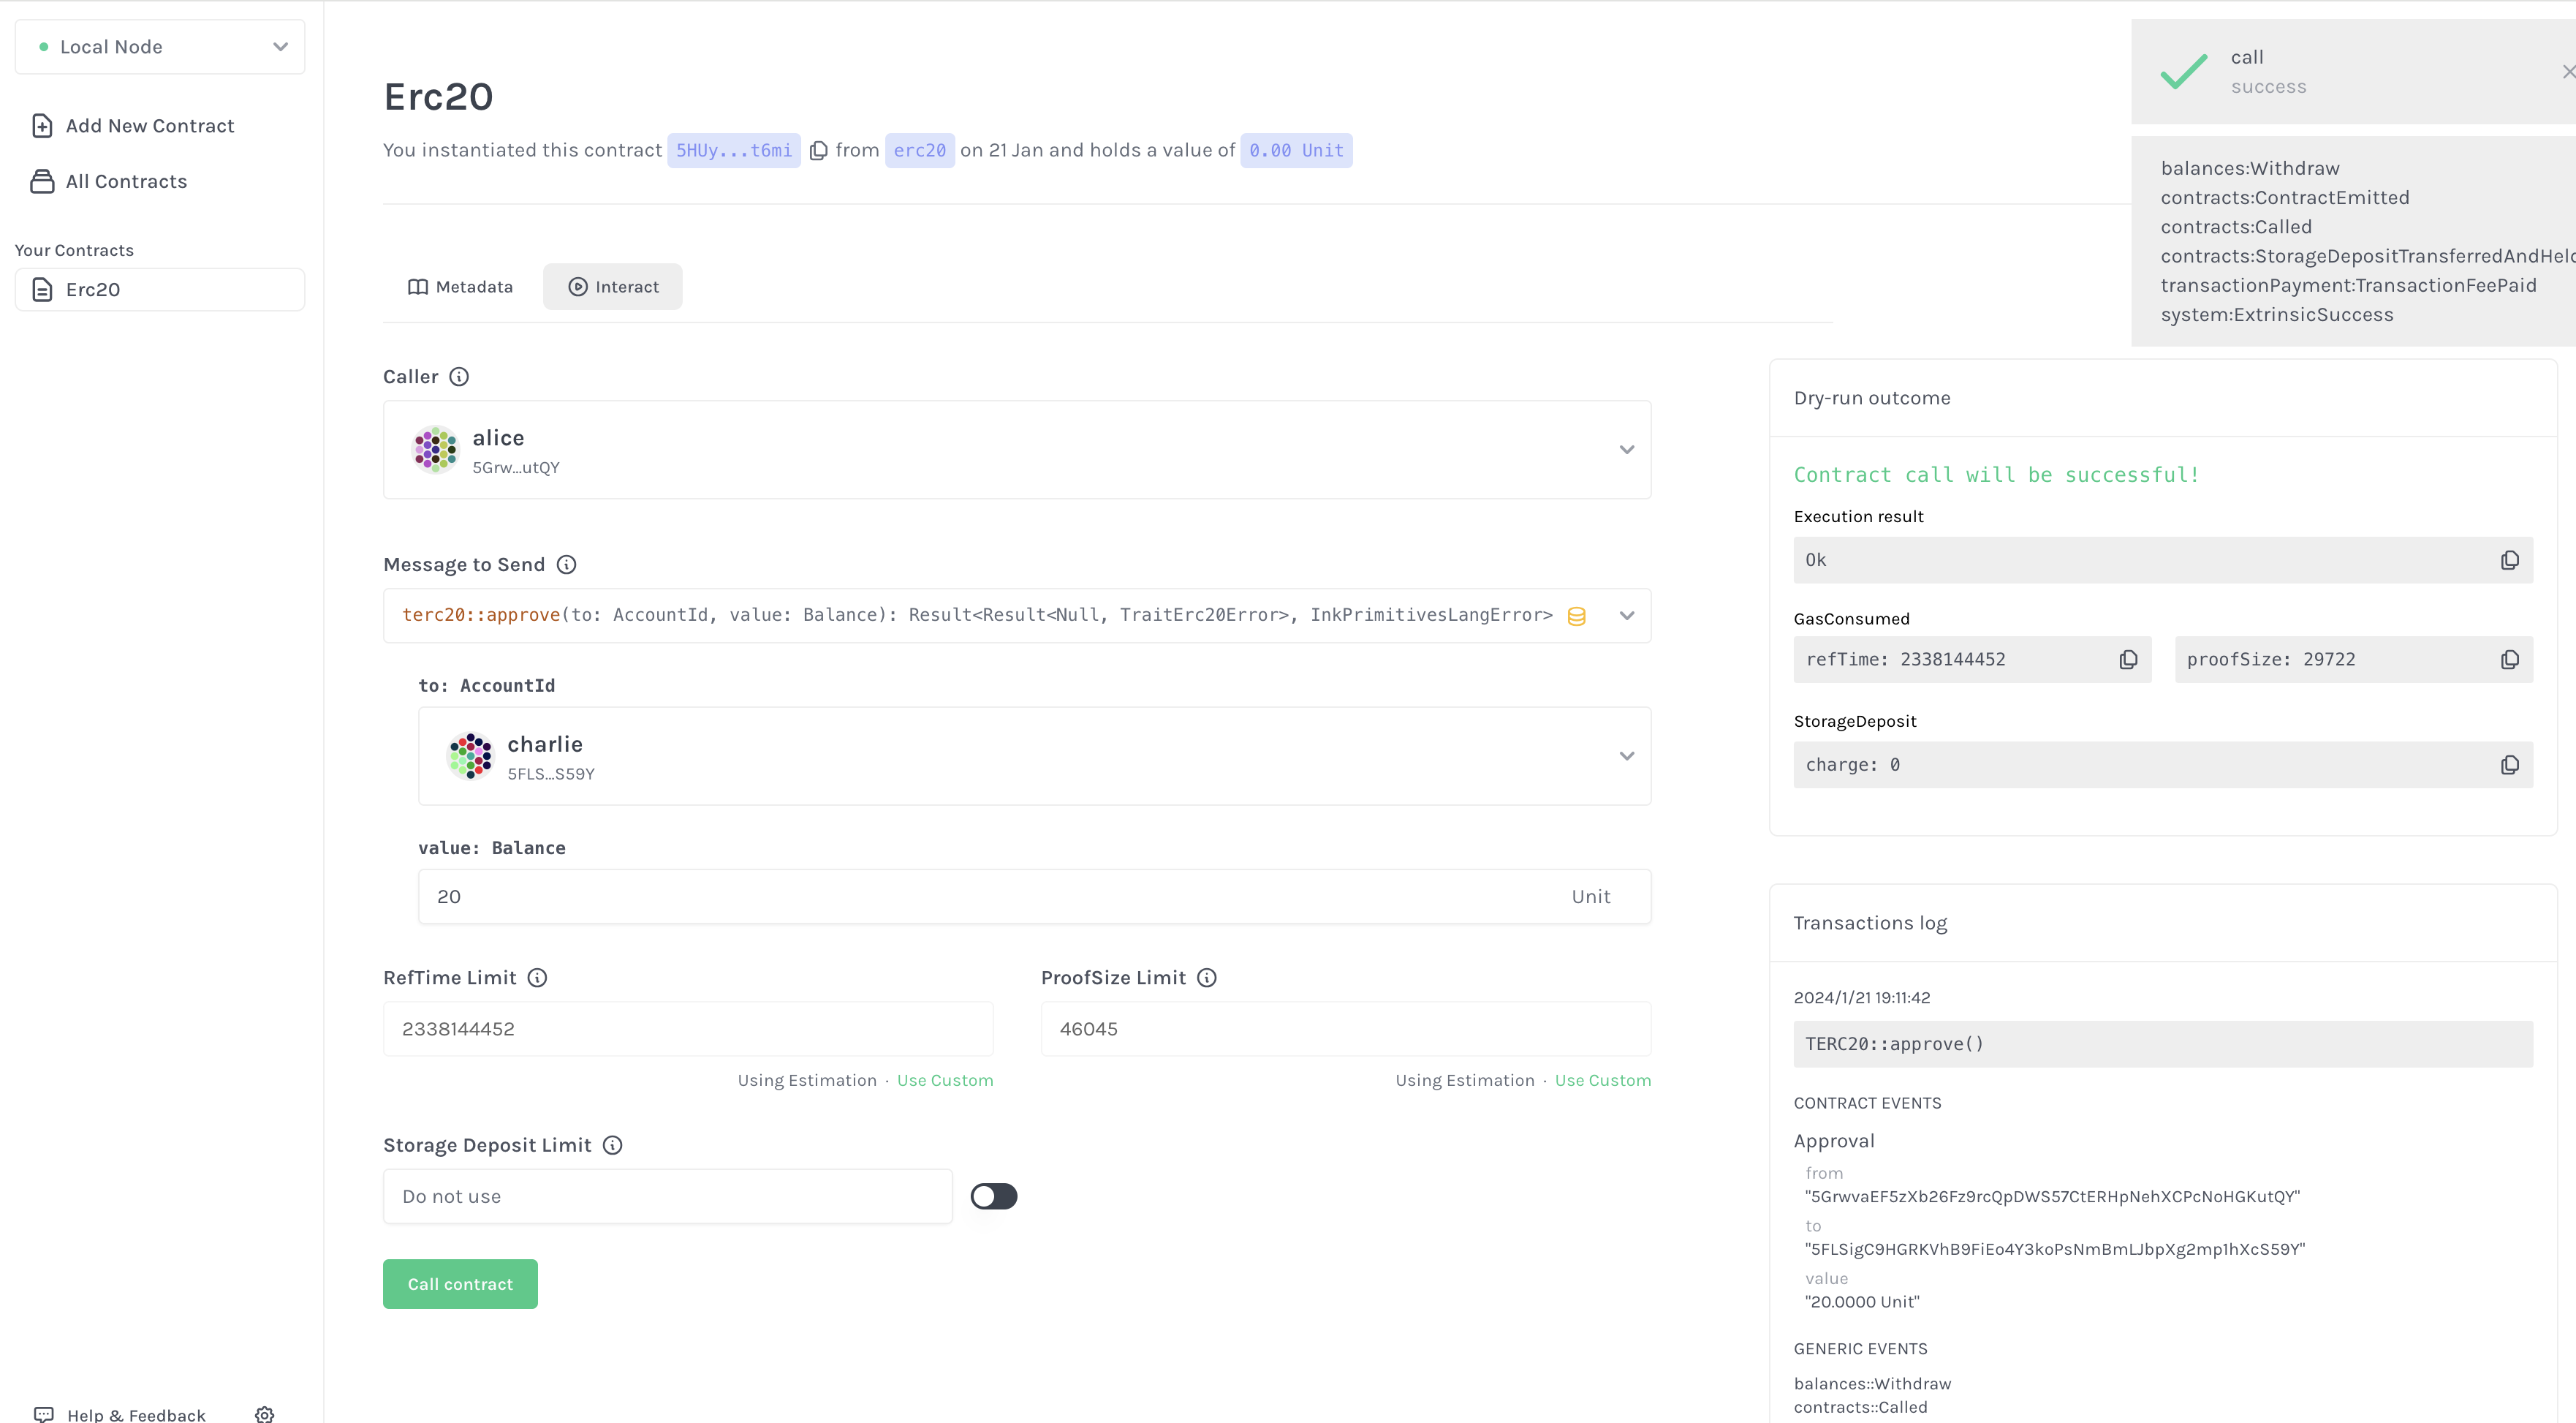 Local Node
Add New Contract
All Contracts
Your Contracts
Erc20
Help & Feedback
Erc20
You instantiated this contract 5HUy...t6mi from erc20 on 21 Jan and holds a value of 0.00 Unit
Metadata
Interact
Caller
alice
5Grw...utQY
Message to Send
terc20::approve(to: AccountId, value: Balance): Result<Result<Null, TraitErc20Error>, InkPrimitivesLangError>
to: AccountId
charlie
5FLS...S59Y
value: Balance
20 Unit
RefTime Limit
2338144452
Using Estimation · Use Custom
ProofSize Limit
46045
Using Estimation · Use Custom
Storage Deposit Limit
Do not use
Call contract
call
success
balances:Withdraw
contracts:ContractEmitted
contracts:Called
contracts:StorageDepositTransferredAndHel
transactionPayment:TransactionFeePaid
system:ExtrinsicSuccess
Dry-run outcome
Contract call will be successful!
Execution result
Ok
GasConsumed
refTime: 2338144452
proofSize: 29722
StorageDeposit
charge: 0
Transactions log
2024/1/21 19:11:42
TERC20::approve()
CONTRACT EVENTS
Approval
from
"5GrwvaEF5zXb26Fz9rcQpDWS57CtERHpNehXCPcNoHGKutQY"
to
"5FLSigC9HGRKVhB9FiEo4Y3koPsNmBmLJbpXg2mp1hXcS59Y"
value
"20.0000 Unit"
GENERIC EVENTS
balances::Withdraw
contracts::Called